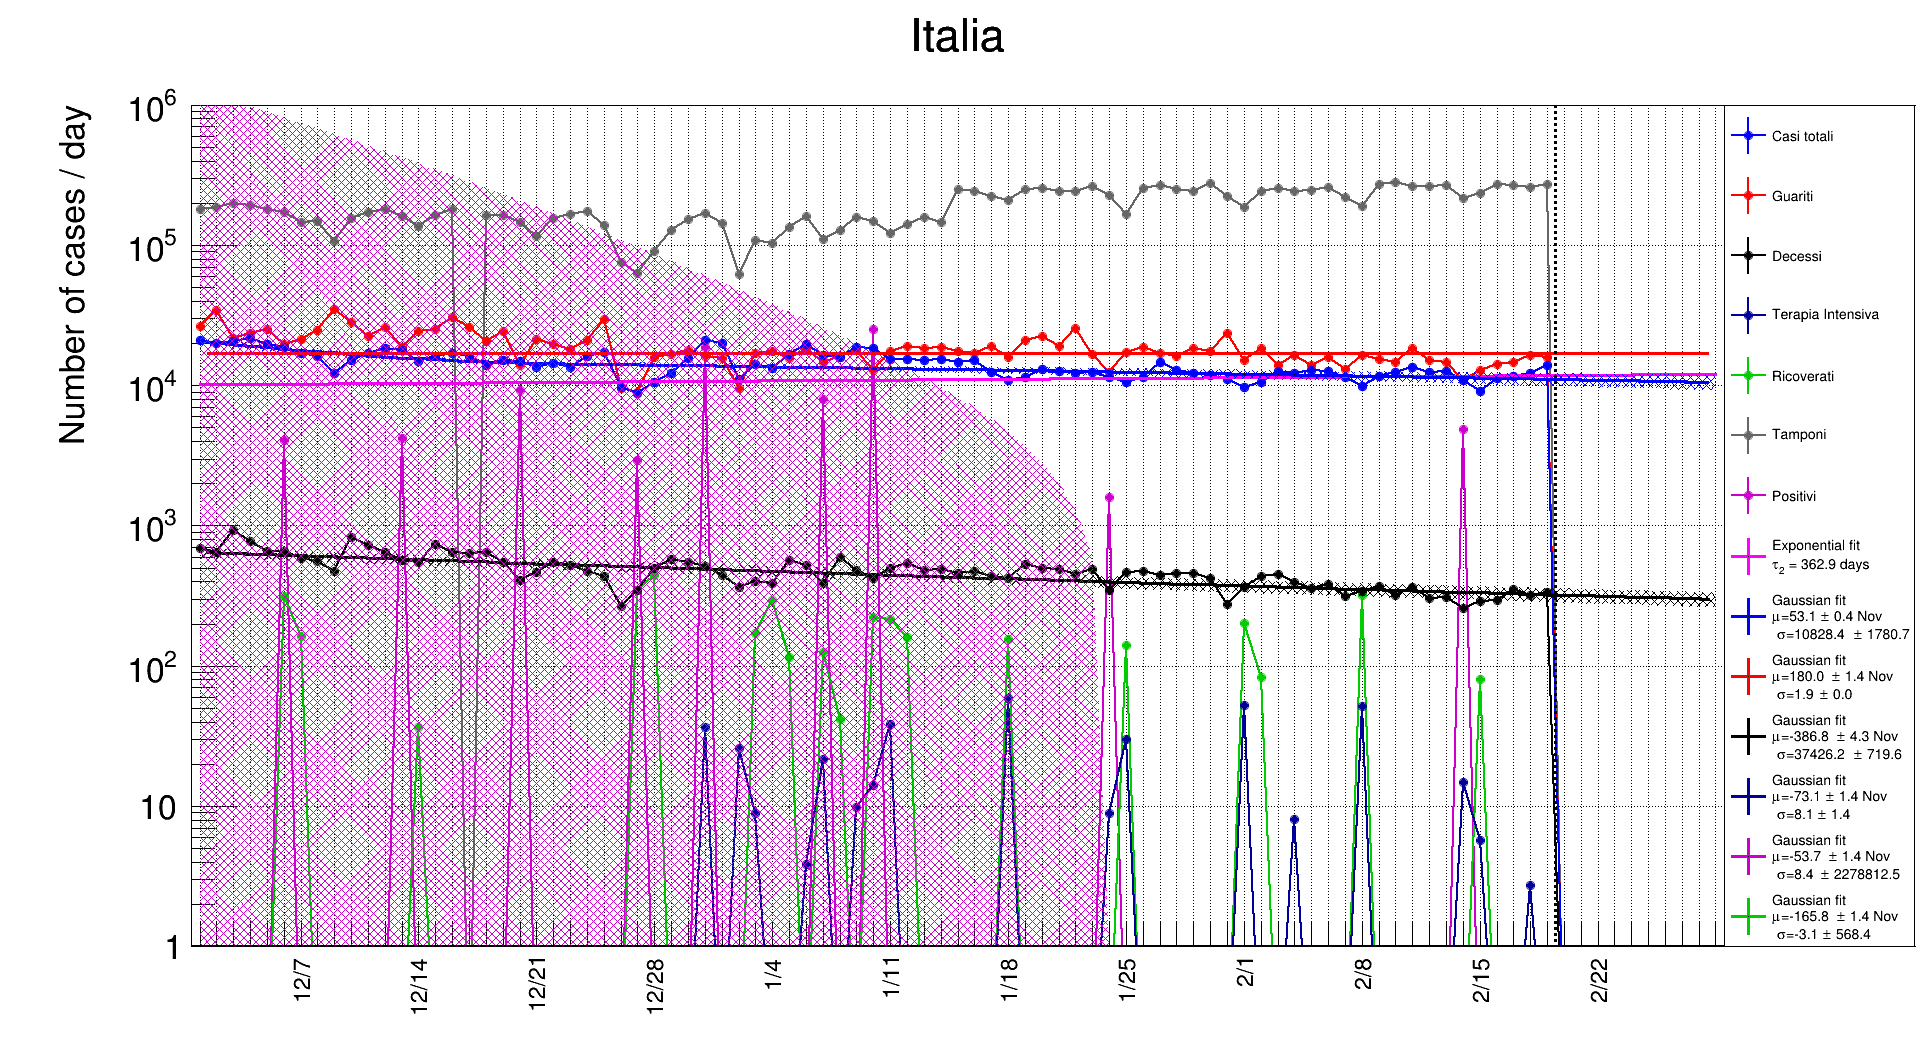 Italia
Number of cases / day
10^6
10^5
10^4
10^3
10^2
10
1
12/7
12/14
12/21
12/28
1/4
1/11
1/18
1/25
2/1
2/8
2/15
2/22
Casi totali
Guariti
Decessi
Terapia Intensiva
Ricoverati
Tamponi
Positivi
Exponential fit
τ₂ = 362.9 days
Gaussian fit
μ=53.1 ± 0.4 Nov
σ=10828.4 ± 1780.7
Gaussian fit
μ=180.0 ± 1.4 Nov
σ=1.9 ± 0.0
Gaussian fit
μ=-386.8 ± 4.3 Nov
σ=37426.2 ± 719.6
Gaussian fit
μ=-73.1 ± 1.4 Nov
σ=8.1 ± 1.4
Gaussian fit
μ=-53.7 ± 1.4 Nov
σ=8.4 ± 2278812.5
Gaussian fit
μ=-165.8 ± 1.4 Nov
σ=-3.1 ± 568.4